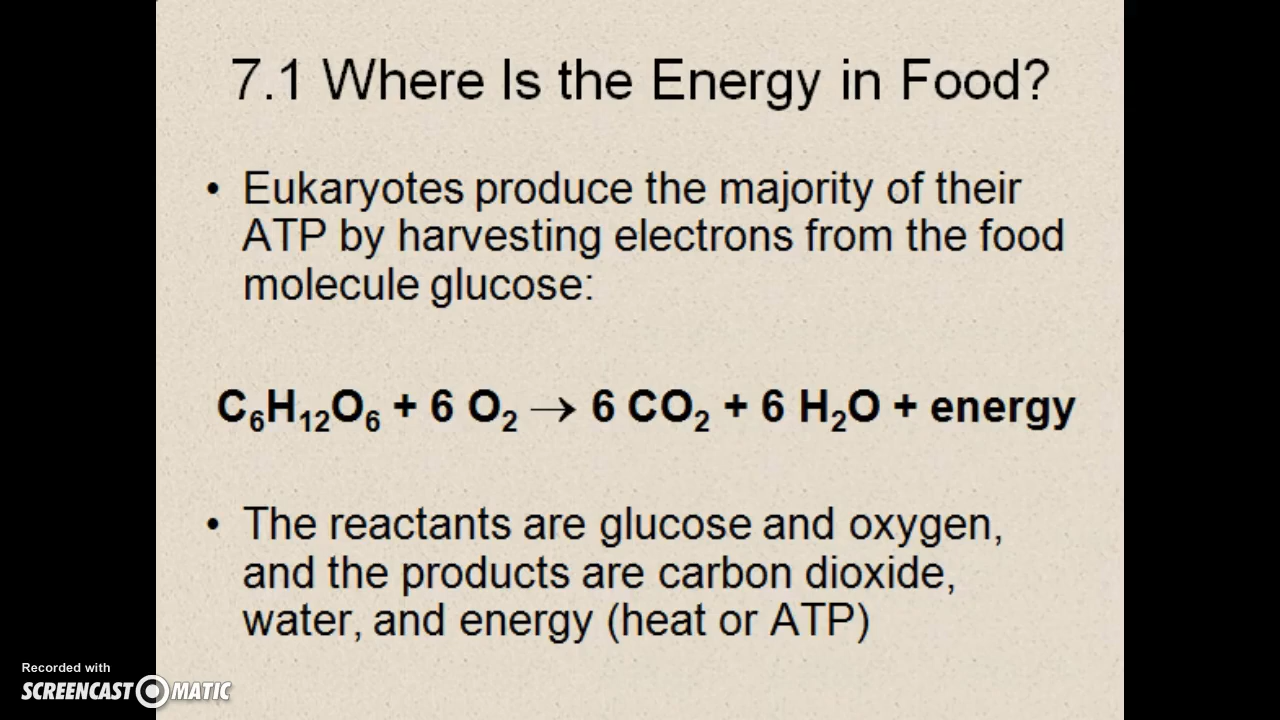 7.1 Where Is the Energy in Food?
• Eukaryotes produce the majority of their
ATP by harvesting electrons from the food
molecule glucose:
C₆H₁₂O₆ + 6 O₂ → 6 CO₂ + 6 H₂O + energy
• The reactants are glucose and oxygen,
and the products are carbon dioxide,
water, and energy (heat or ATP)
Recorded with
SCREENCAST MATIC